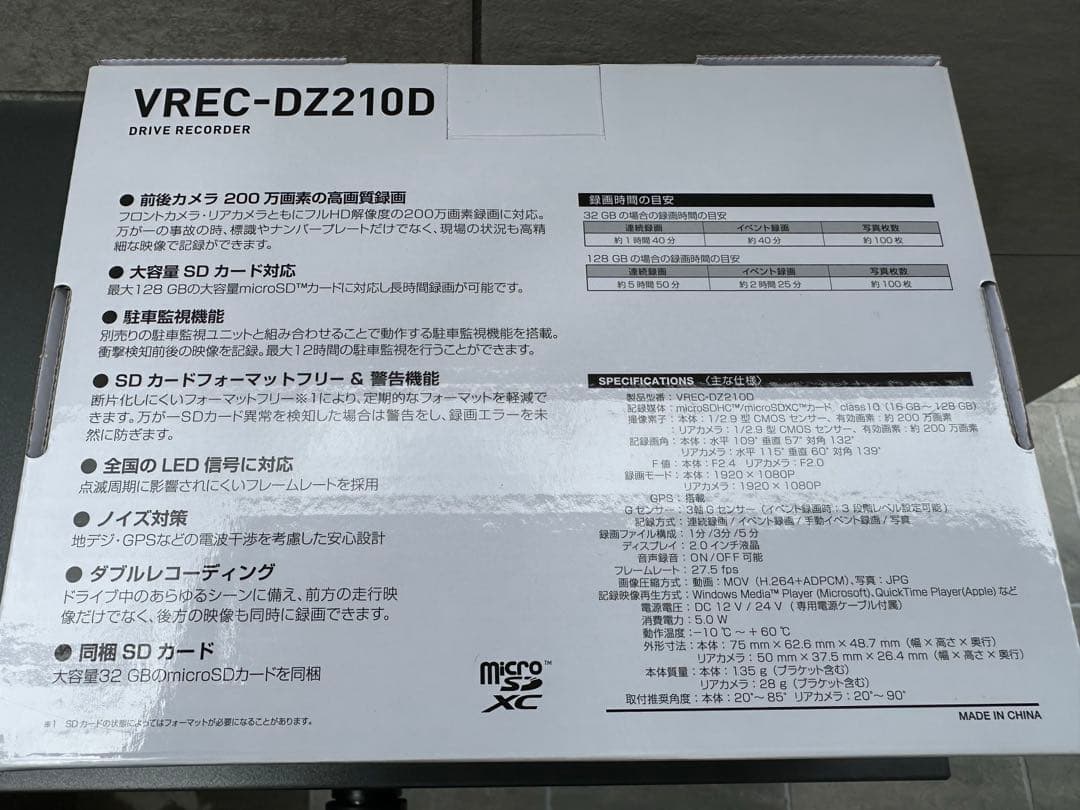 VREC-DZ210D
DRIVE RECORDER
● 前後カメラ 200 万画素の高画質録画
フロントカメラ・リアカメラともにフルHD解像度の200万画素録画に対応。
万が一の事故の時、標識やナンバープレートだけでなく、現場の状況も高精
細な映像で記録ができます。
● 大容量 SD カード対応
最大128 GBの大容量microSD™カードに対応し長時間録画が可能です。
● 駐車監視機能
別売りの駐車監視ユニットと組み合わせることで動作する駐車監視機能を搭載。
衝撃検知前後の映像を記録。最大12時間の駐車監視を行うことができます。
● SD カードフォーマットフリー & 警告機能
断片化しにくいフォーマットフリー※1により、定期的なフォーマットを軽減で
きます。万が一SDカード異常を検知した場合は警告をし、録画エラーを未
然に防ぎます。
● 全国の LED 信号に対応
点滅周期に影響されにくいフレームレートを採用
● ノイズ対策
地デジ・GPSなどの電波干渉を考慮した安心設計
● ダブルレコーディング
ドライブ中のあらゆるシーンに備え、前方の走行映
像だけでなく、後方の映像も同時に録画できます。
● 同梱 SD カード
大容量32 GBのmicroSDカードを同梱
※1 SDカードの状態によってはフォーマットが必要になることがあります。
micro SD XC™
録画時間の目安
32 GB の場合の録画時間の目安
連続録画 イベント録画 写真枚数
約 1 時間 40 分 約 40 分 約 100 枚
128 GB の場合の録画時間の目安
連続録画 イベント録画 写真枚数
約 5 時間 50 分 約 2 時間 25 分 約 100 枚
SPECIFICATIONS 〈主な仕様〉
製品型番：VREC-DZ210D
記録媒体：microSDHC™/microSDXC™カード class10（16 GB～128 GB）
撮像素子：本体：1/2.9 型 CMOS センサー、有効画素：約 200 万画素
リアカメラ：1/2.9 型 CMOS センサー、有効画素：約 200 万画素
記録画角：本体：水平 109° 垂直 57° 対角 132°
リアカメラ：水平 115° 垂直 60° 対角 139°
F 値：本体：F2.4 リアカメラ：F2.0
録画モード：本体：1920×1080P
リアカメラ：1920×1080P
GPS：搭載
G センサー：3軸 G センサー（イベント録画時：3 段階レベル設定可能）
記録方式：連続録画/イベント録画/手動イベント録画/写真
録画ファイル構成：1分/3分/5分
ディスプレイ：2.0 インチ液晶
音声録音：ON/OFF 可能
フレームレート：27.5 fps
画像圧縮方式：動画：MOV（H.264+ADPCM）、写真：JPG
記録映像再生方式：Windows Media™ Player (Microsoft)、QuickTime Player(Apple) など
電源電圧：DC 12 V / 24 V（専用電源ケーブル付属）
消費電力：5.0 W
動作温度：−10 ℃ ～ +60 ℃
外形寸法：本体：75 mm×62.6 mm×48.7 mm（幅×高さ×奥行）
リアカメラ：50 mm×37.5 mm×26.4 mm（幅×高さ×奥行）
本体質量：本体：135 g（ブラケット含む）
リアカメラ：28 g（ブラケット含む）
取付推奨角度：本体：20°～ 85° リアカメラ：20°～ 90°
MADE IN CHINA